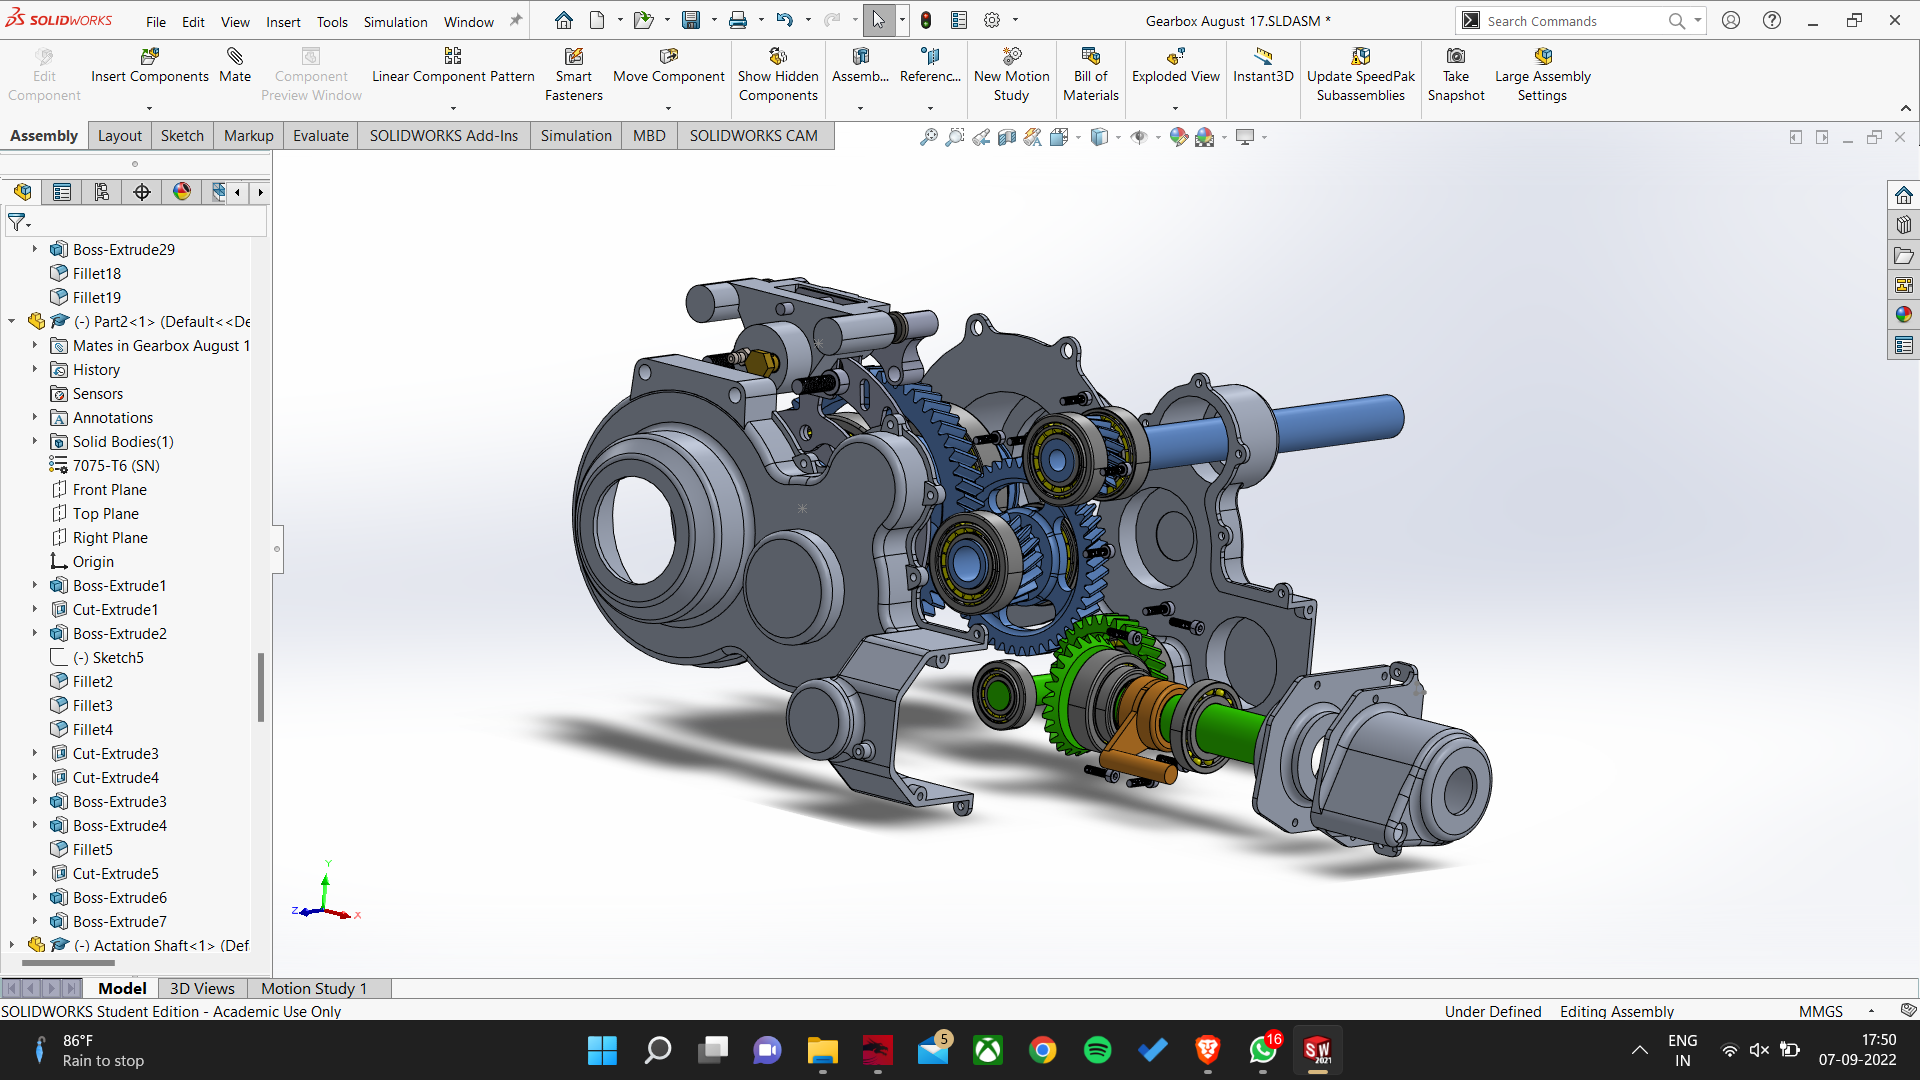 SOLIDWORKS
File Edit View Insert Tools Simulation Window
Gearbox August 17.SLDASM *
Search Commands
Edit Component
Insert Components
Mate
Component Preview Window
Linear Component Pattern
Smart Fasteners
Move Component
Show Hidden Components
Assemb...
Referenc...
New Motion Study
Bill of Materials
Exploded View
Instant3D
Update SpeedPak Subassemblies
Take Snapshot
Large Assembly Settings
Assembly Layout Sketch Markup Evaluate SOLIDWORKS Add-Ins Simulation MBD SOLIDWORKS CAM
Boss-Extrude29
Fillet18
Fillet19
(-) Part2<1> (Default<<De
Mates in Gearbox August 1
History
Sensors
Annotations
Solid Bodies(1)
7075-T6 (SN)
Front Plane
Top Plane
Right Plane
Origin
Boss-Extrude1
Cut-Extrude1
Boss-Extrude2
(-) Sketch5
Fillet2
Fillet3
Fillet4
Cut-Extrude3
Cut-Extrude4
Boss-Extrude3
Boss-Extrude4
Fillet5
Cut-Extrude5
Boss-Extrude6
Boss-Extrude7
(-) Actation Shaft<1> (Def
Y
Z
X
Model 3D Views Motion Study 1
SOLIDWORKS Student Edition - Academic Use Only
Under Defined Editing Assembly MMGS
86°F
Rain to stop
5
16
SW
2021
ENG
IN
17:50
07-09-2022